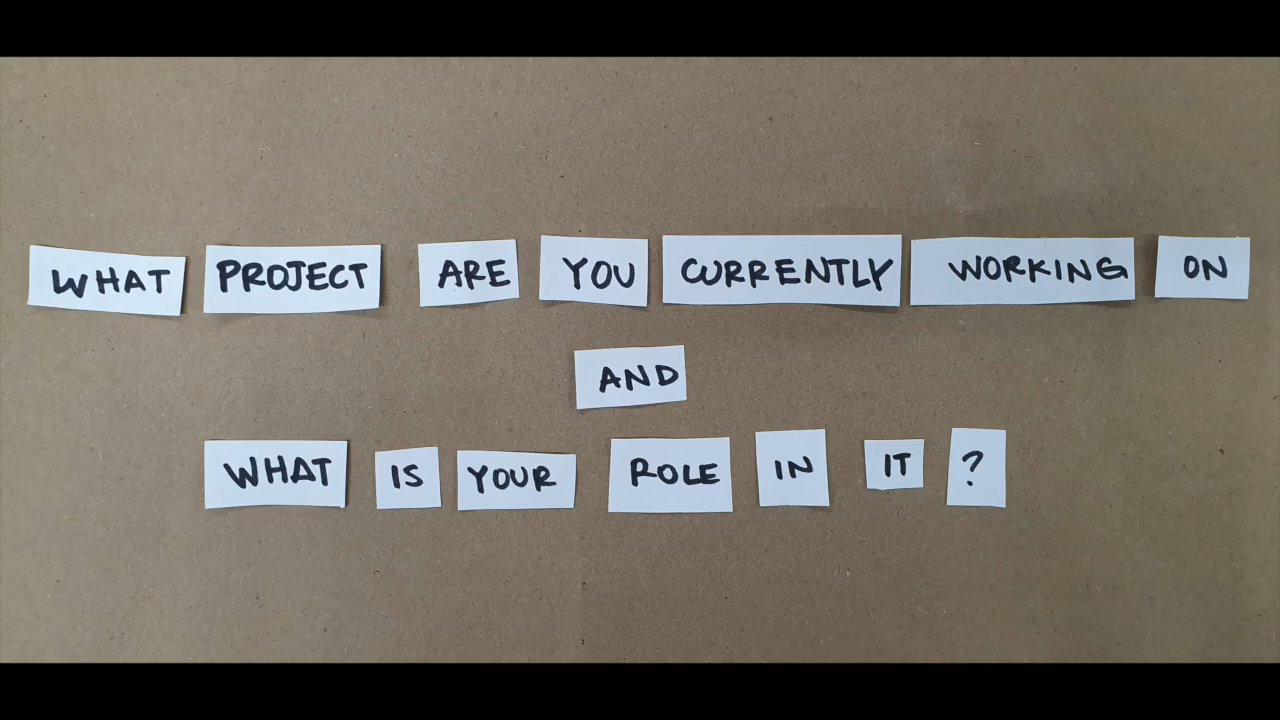 WHAT PROJECT ARE YOU CURRENTLY WORKING ON
AND
WHAT IS YOUR ROLE IN IT ?